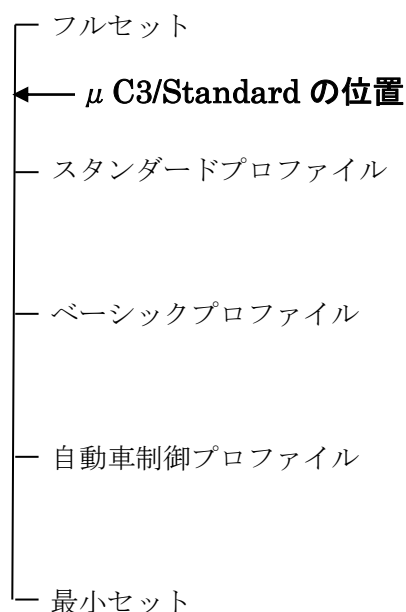 フルセット
μ C3/Standard の位置
スタンダードプロファイル
ベーシックプロファイル
自動車制御プロファイル
最小セット